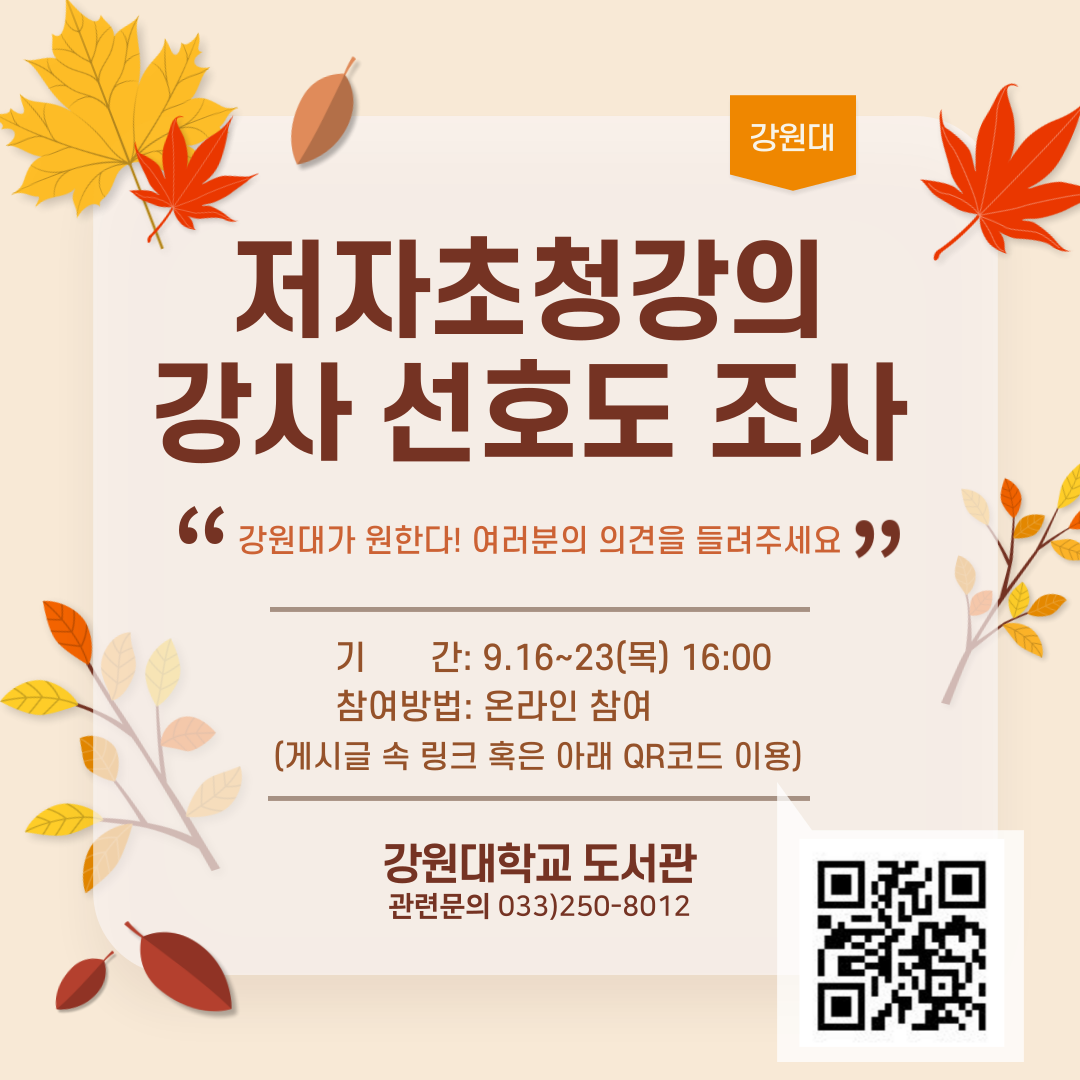 강원대
저자초청강의
강사 선호도 조사
“ 강원대가 원한다! 여러분의 의견을 들려주세요 ”
기 간: 9.16~23(목) 16:00
참여방법: 온라인 참여
(게시글 속 링크 혹은 아래 QR코드 이용)
강원대학교 도서관
관련문의 033)250-8012